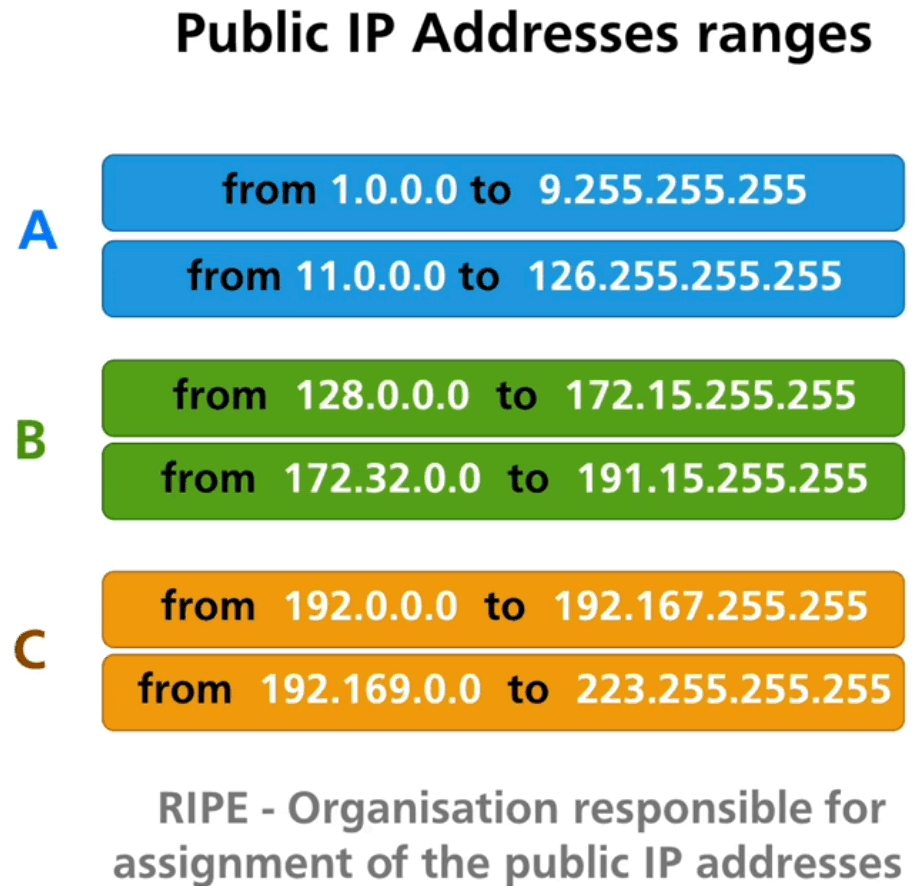 Public IP Addresses ranges
A
from 1.0.0.0 to 9.255.255.255
from 11.0.0.0 to 126.255.255.255
B
from 128.0.0.0 to 172.15.255.255
from 172.32.0.0 to 191.15.255.255
C
from 192.0.0.0 to 192.167.255.255
from 192.169.0.0 to 223.255.255.255
RIPE - Organisation responsible for
assignment of the public IP addresses